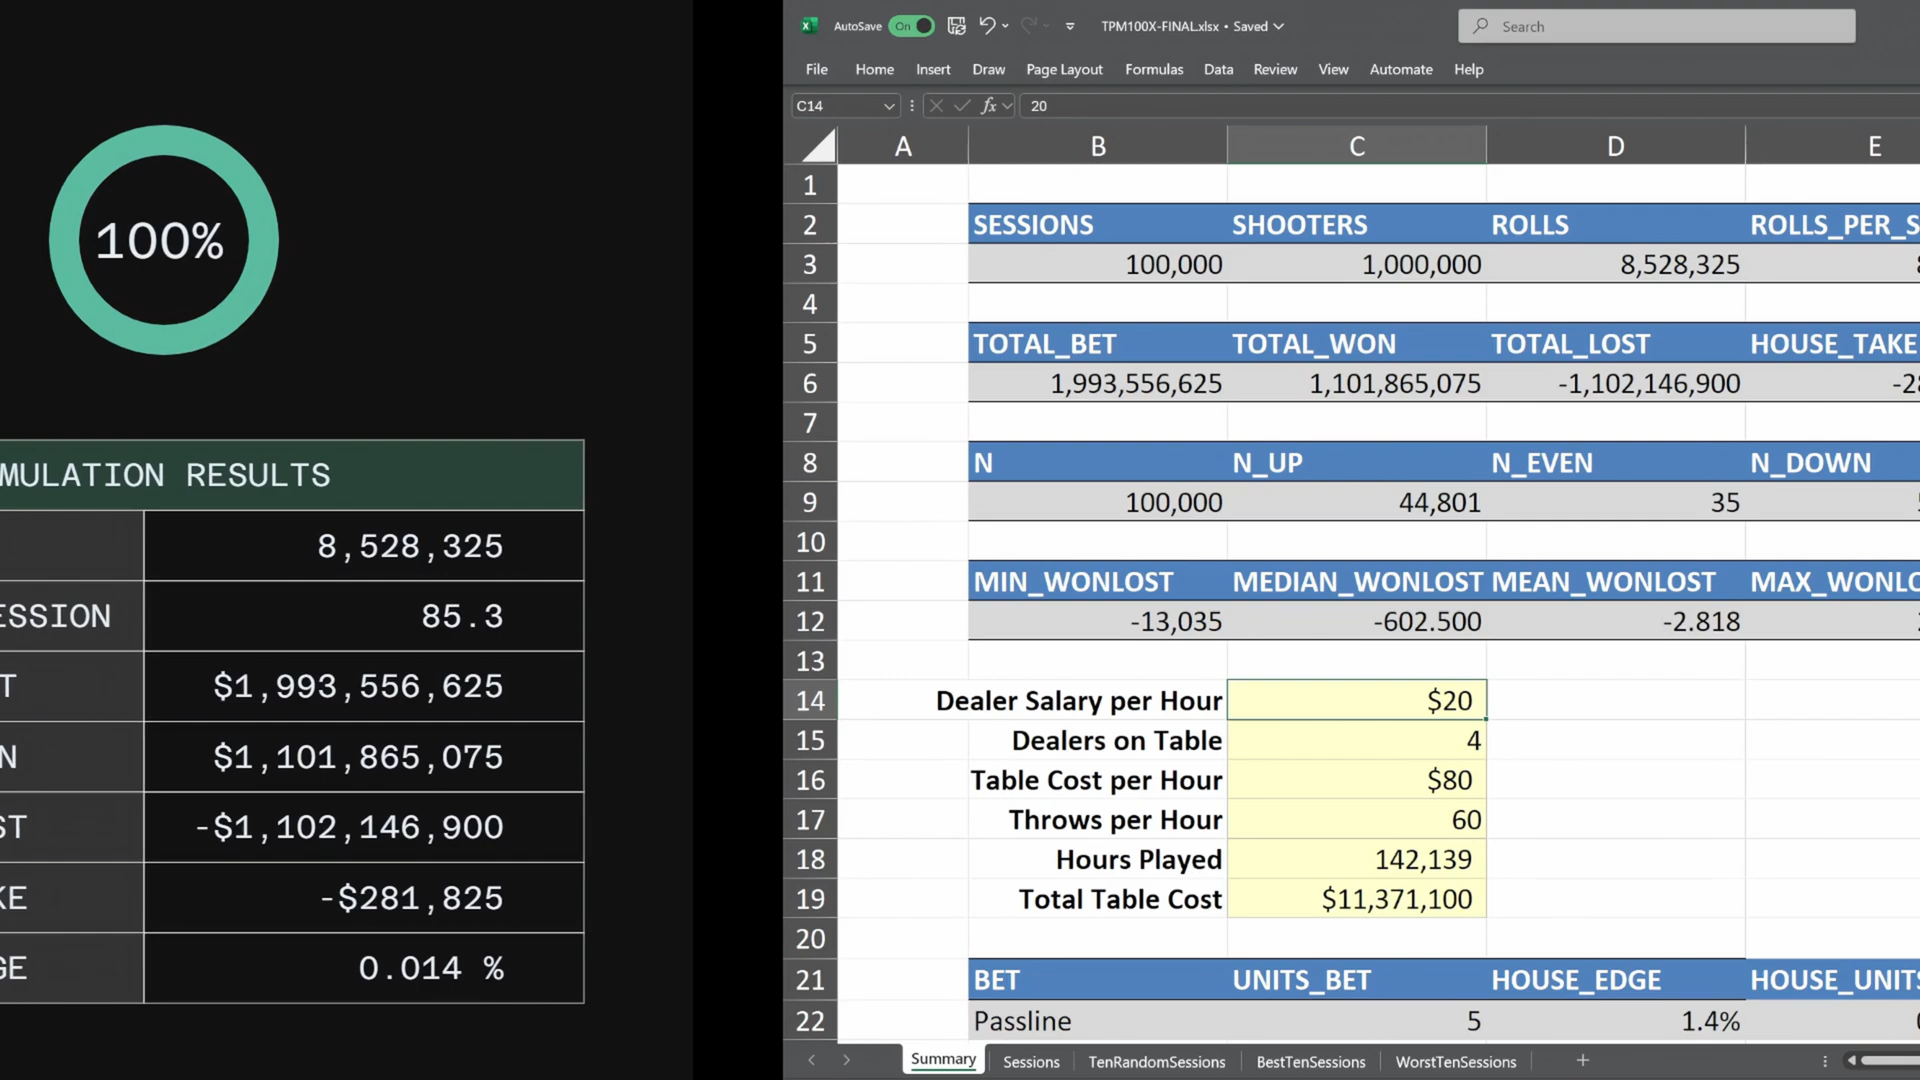 100%
MULATION RESULTS
8,528,325
ESSION 85.3
T $1,993,556,625
N $1,101,865,075
ST -$1,102,146,900
KE -$281,825
GE 0.014 %
AutoSave On TPM100X-FINAL.xlsx • Saved Search
File Home Insert Draw Page Layout Formulas Data Review View Automate Help
C14 fx 20
A B C D E
1
2 SESSIONS SHOOTERS ROLLS ROLLS_PER_S
3 100,000 1,000,000 8,528,325
4
5 TOTAL_BET TOTAL_WON TOTAL_LOST HOUSE_TAKE
6 1,993,556,625 1,101,865,075 -1,102,146,900 -28
7
8 N N_UP N_EVEN N_DOWN
9 100,000 44,801 35
10
11 MIN_WONLOST MEDIAN_WONLOST MEAN_WONLOST MAX_WONLO
12 -13,035 -602.500 -2.818
13
14 Dealer Salary per Hour $20
15 Dealers on Table 4
16 Table Cost per Hour $80
17 Throws per Hour 60
18 Hours Played 142,139
19 Total Table Cost $11,371,100
20
21 BET UNITS_BET HOUSE_EDGE HOUSE_UNITS
22 Passline 5 1.4%
Summary Sessions TenRandomSessions BestTenSessions WorstTenSessions